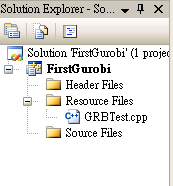 Solution Explorer - So...
Solution 'FirstGurobi' (1 projec
FirstGurobi
Header Files
Resource Files
GRBTest.cpp
Source Files